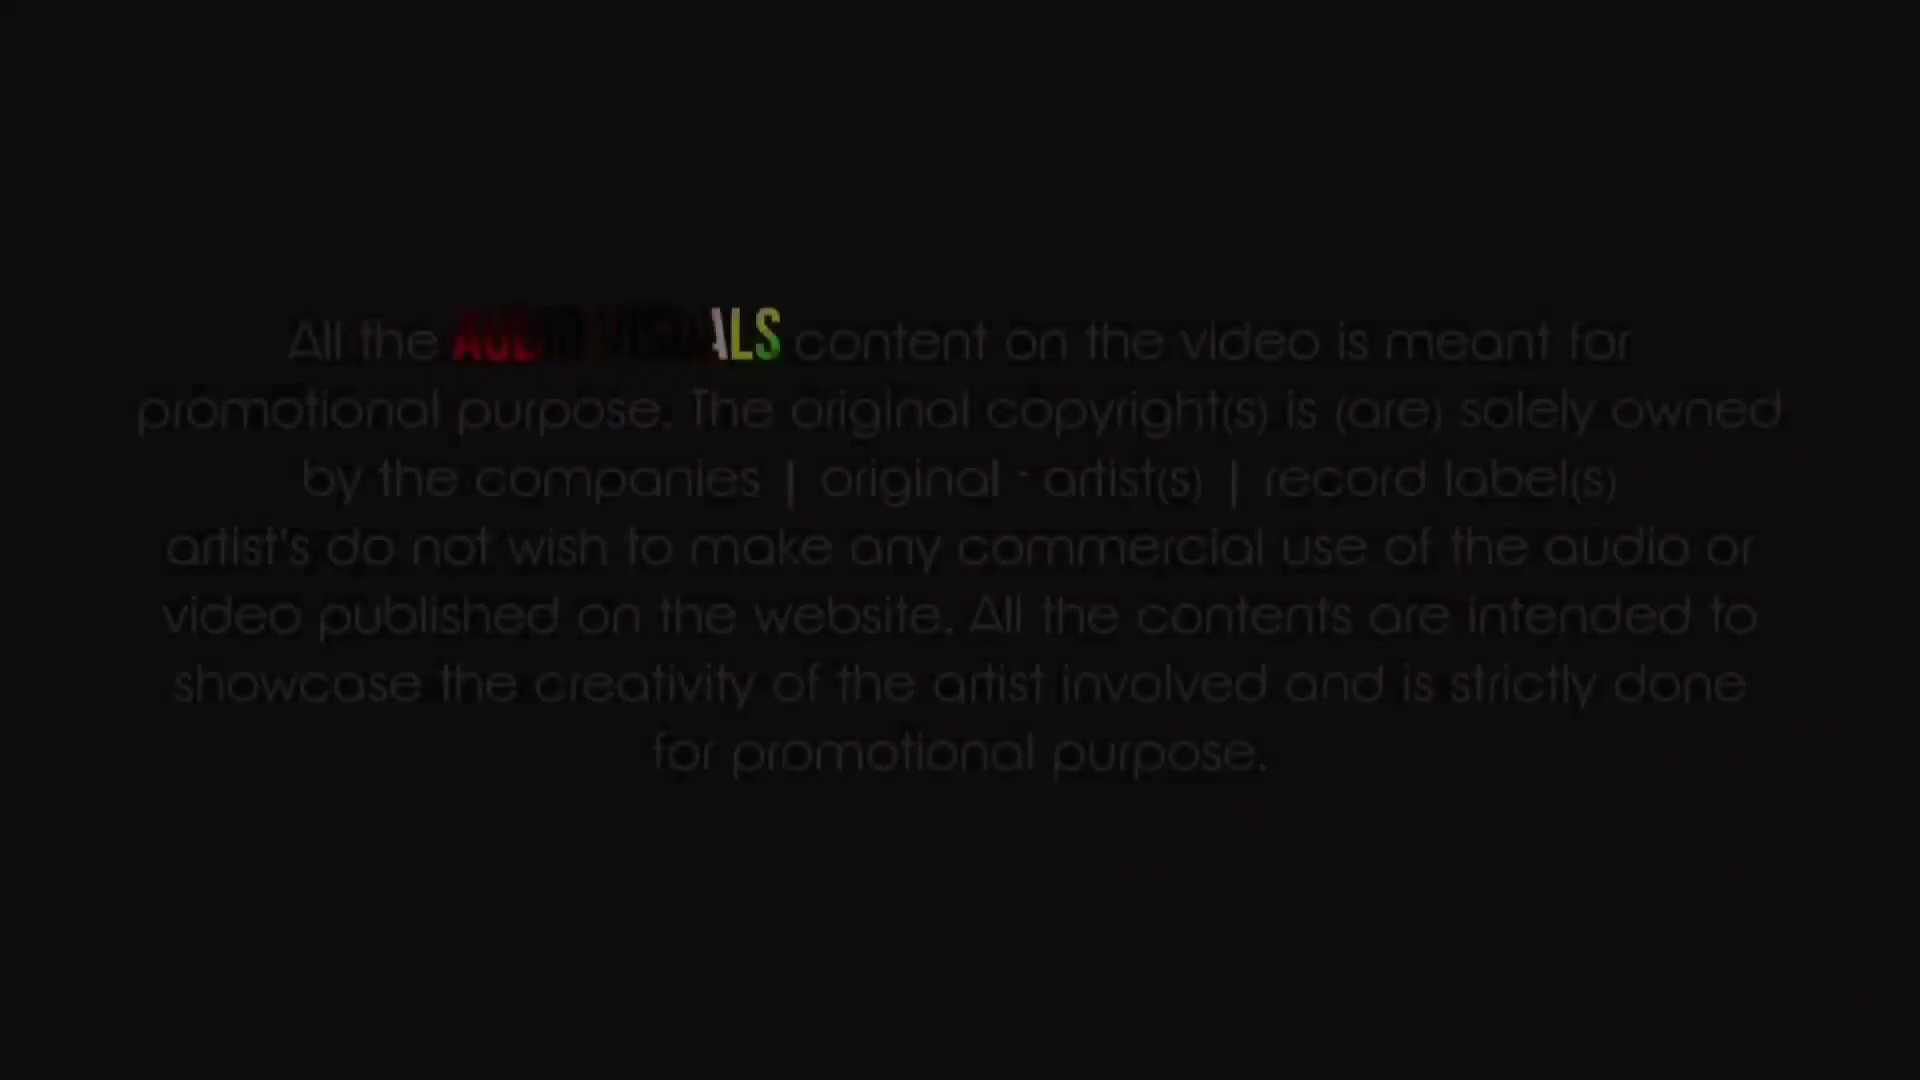 All the AUDIO VISUALS content on the video is meant for
promotional purpose. The original copyright(s) is (are) solely owned
by the companies | original - artist(s) | record label(s)
artist's do not wish to make any commercial use of the audio or
video published on the website. All the contents are intended to
showcase the creativity of the artist involved and is strictly done
for promotional purpose.